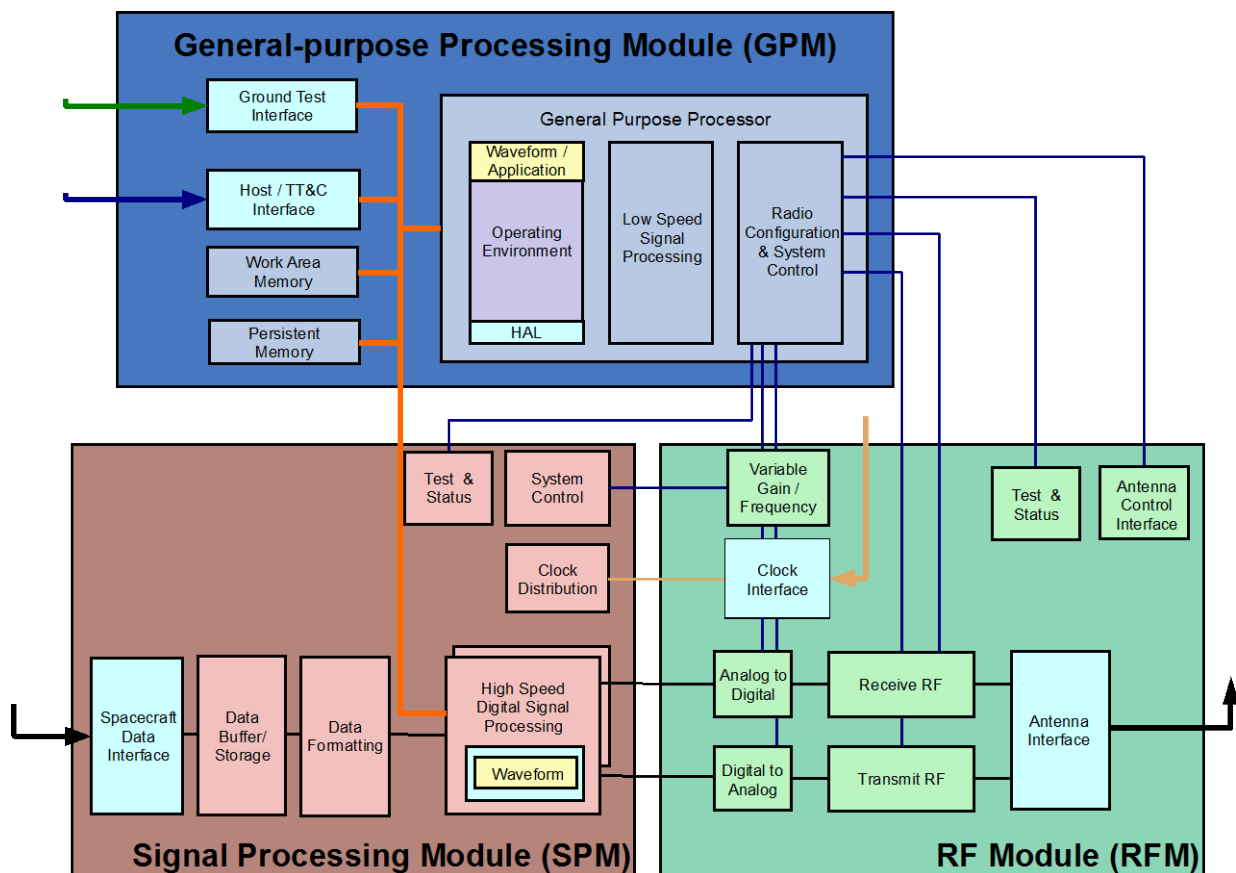 General-purpose Processing Module (GPM)
Ground Test
Interface
Host / TT&C
Interface
Work Area
Memory
Persistent
Memory
General Purpose Processor
Waveform /
Application
Operating
Environment
HAL
Low Speed
Signal
Processing
Radio
Configuration
& System
Control
Test &
Status
System
Control
Clock
Distribution
Spacecraft
Data
Interface
Data
Buffer/
Storage
Data
Formatting
High Speed
Digital Signal
Processing
Waveform
Signal Processing Module (SPM)
Variable
Gain /
Frequency
Clock
Interface
Test &
Status
Antenna
Control
Interface
Analog to
Digital
Receive RF
Digital to
Analog
Transmit RF
Antenna
Interface
RF Module (RFM)